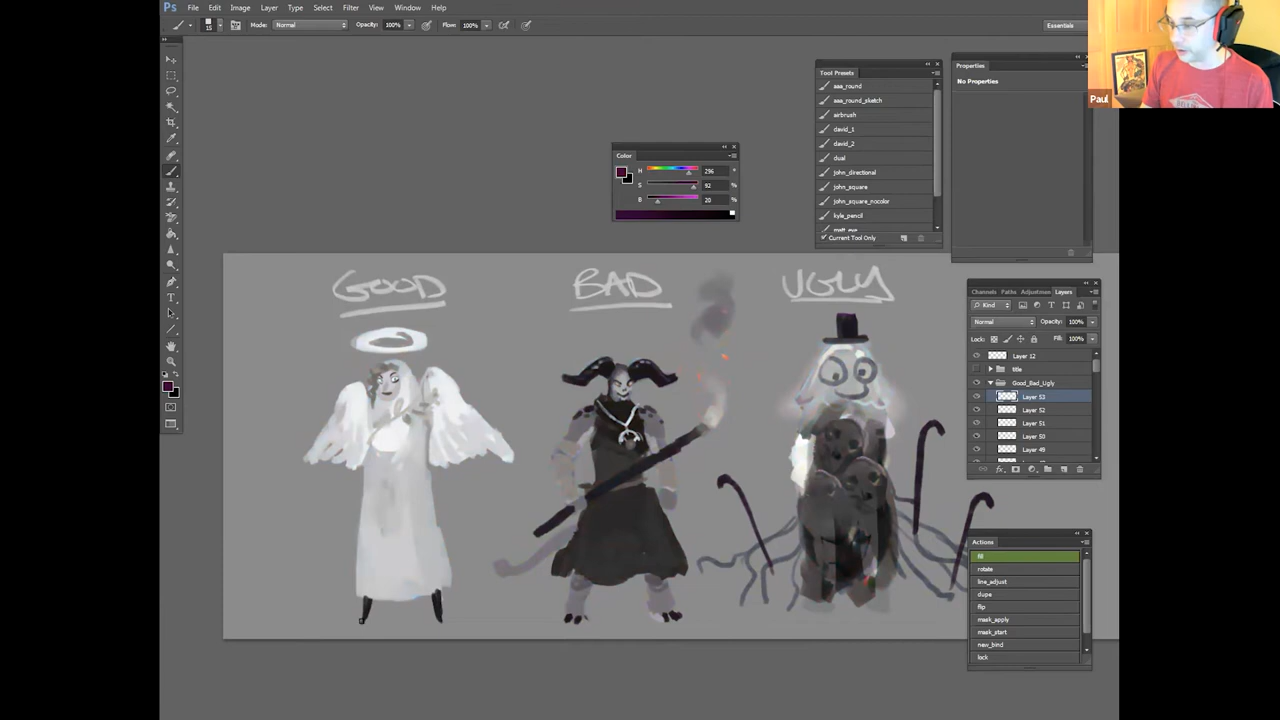 Ps File Edit Image Layer Type Select Filter View Window Help
15 Mode: Normal Opacity: 100% Flow: 100% Essentials
Paul
Tool Presets
aaa_round
aaa_round_sketch
airbrush
david_1
david_2
dual
john_directional
john_square
john_square_nocolor
kyle_pencil
Current Tool Only
Properties
No Properties
Color
H 296 °
S 92 %
B 20 %
GOOD BAD UGLY
Channels Paths Adjustmen Layers
Kind
Normal Opacity: 100%
Lock: Fill: 100%
Layer 12
title
Good_Bad_Ugly
Layer 53
Layer 52
Layer 51
Layer 50
Layer 49
Actions
fill
rotate
line_adjust
dupe
flip
mask_apply
mask_start
new_bind
lock